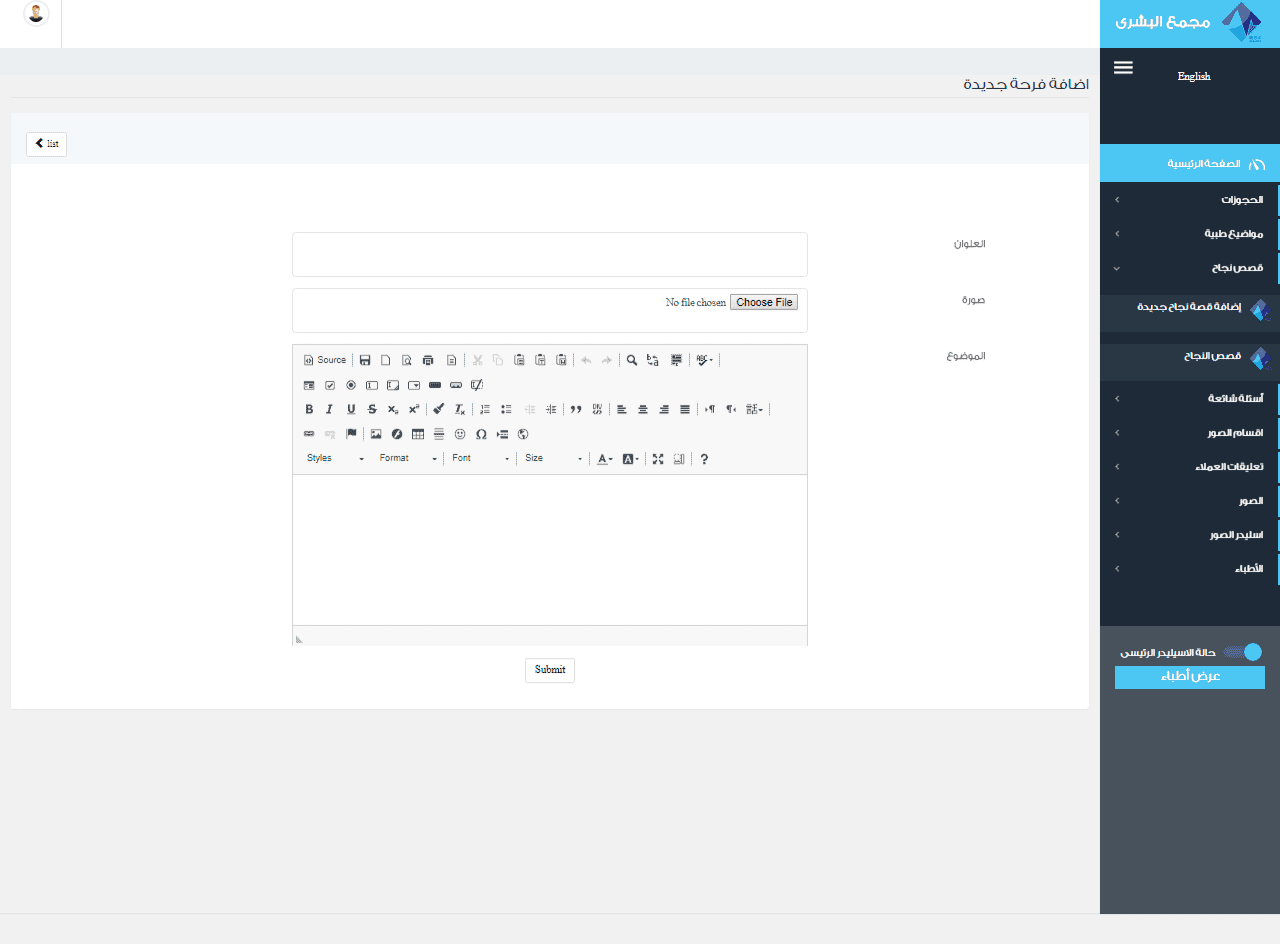 مجمع البشرى
English
الصفحة الرئيسية
الحجوزات
مواضيع طبية
قصص نجاح
إضافة قصة نجاح جديدة
قصص النجاح
أسئلة شائعة
اقسام الصور
تعليقات العملاء
الصور
اسليدر الصور
الأطباء
حالة الاسيليدر الرئيسى
عرض أطباء
اضافة فرحة جديدة
list
العنوان
صورة
Choose File No file chosen
الموضوع
Source
Styles Format Font Size
Submit